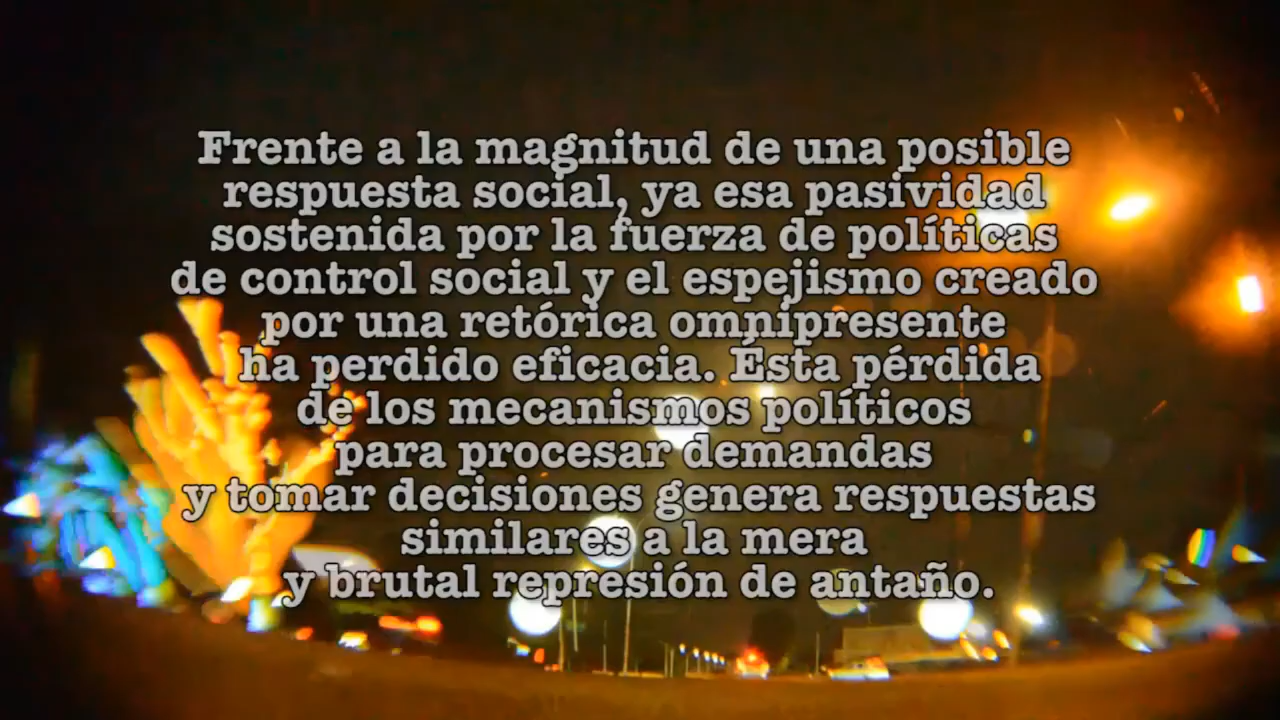 Frente a la magnitud de una posible
respuesta social, ya esa pasividad
sostenida por la fuerza de políticas
de control social y el espejismo creado
por una retórica omnipresente
ha perdido eficacia. Ésta pérdida
de los mecanismos políticos
para procesar demandas
y tomar decisiones genera respuestas
similares a la mera
y brutal represión de antaño.